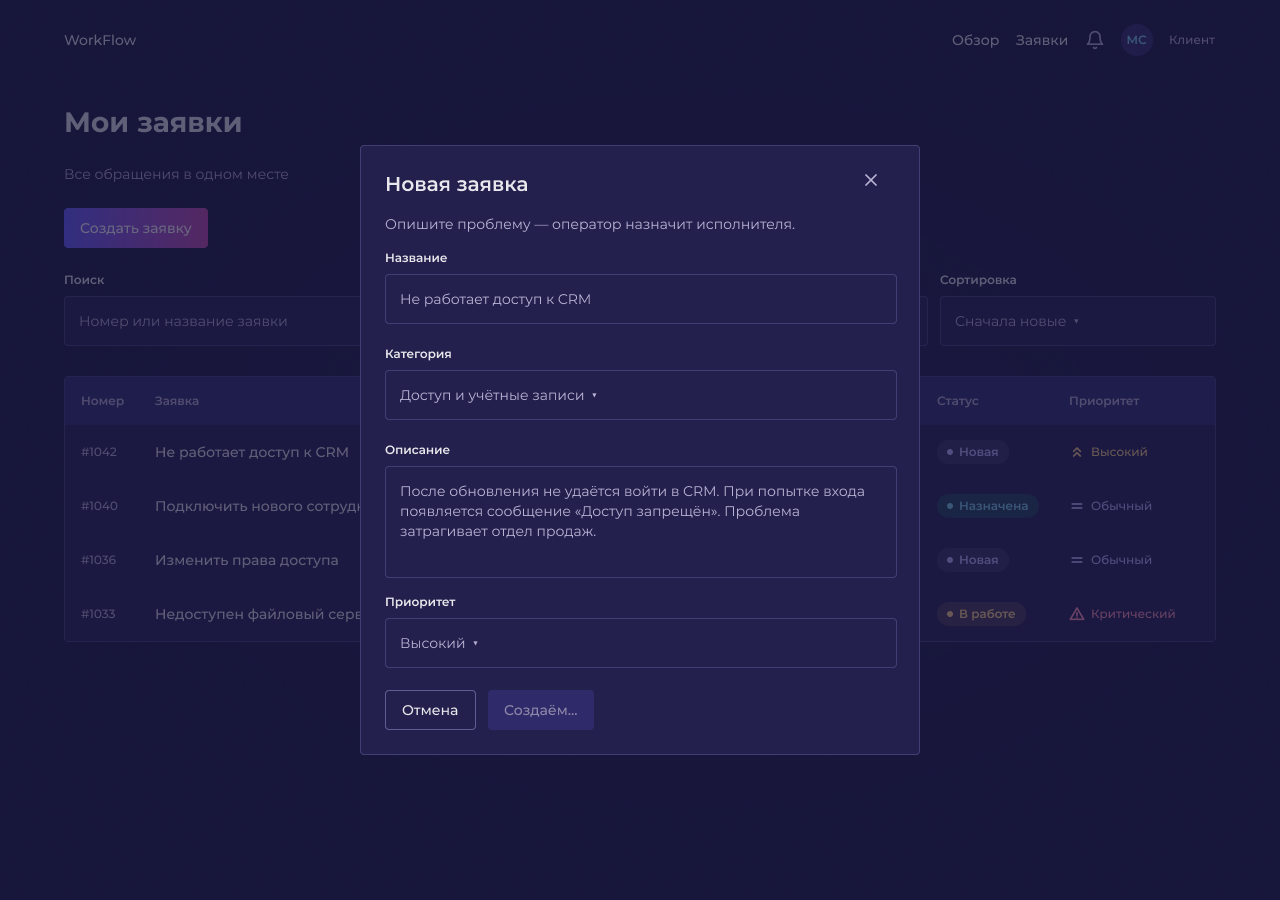 WorkFlow
Обзор Заявки МС Клиент
Мои заявки
Все обращения в одном месте
Создать заявку
Поиск
Номер или название заявки
Сортировка
Сначала новые
Номер Заявка Статус Приоритет
#1042 Не работает доступ к CRM Новая Высокий
#1040 Подключить нового сотруд Назначена Обычный
#1036 Изменить права доступа Новая Обычный
#1033 Недоступен файловый серв В работе Критический
Новая заявка
Опишите проблему — оператор назначит исполнителя.
Название
Не работает доступ к CRM
Категория
Доступ и учётные записи
Описание
После обновления не удаётся войти в CRM. При попытке входа
появляется сообщение «Доступ запрещён». Проблема
затрагивает отдел продаж.
Приоритет
Высокий
Отмена Создаём...